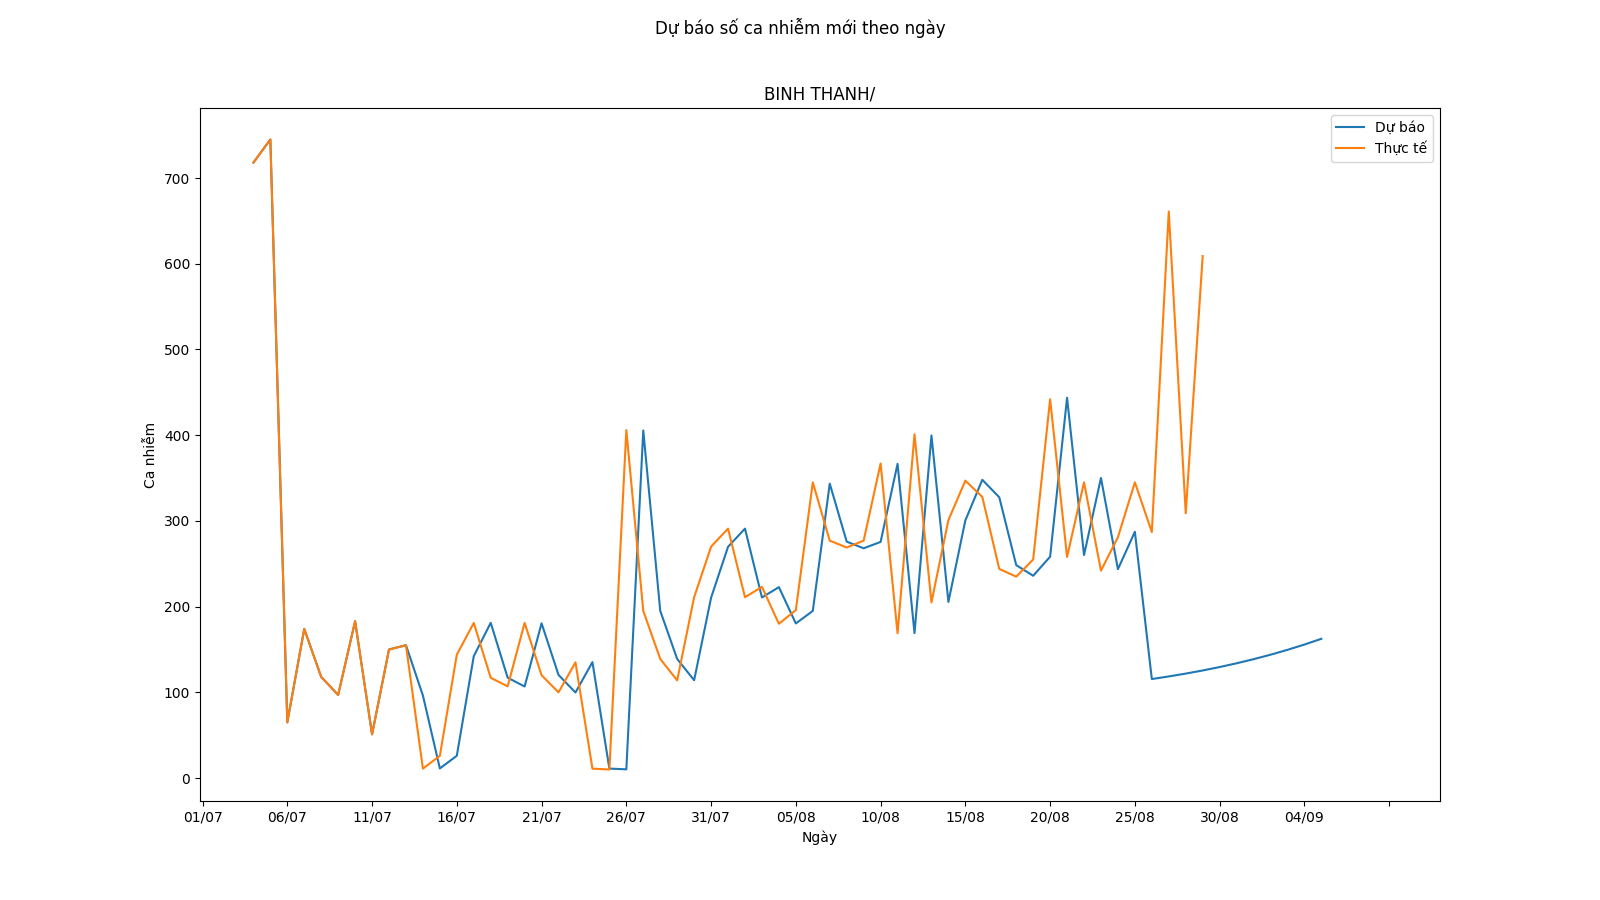 Dự báo số ca nhiễm mới theo ngày
BINH THANH/
Dự báo
Thực tế
700
600
500
400
300
200
100
0
Ca nhiễm
01/07 06/07 11/07 16/07 21/07 26/07 31/07 05/08 10/08 15/08 20/08 25/08 30/08 04/09
Ngày